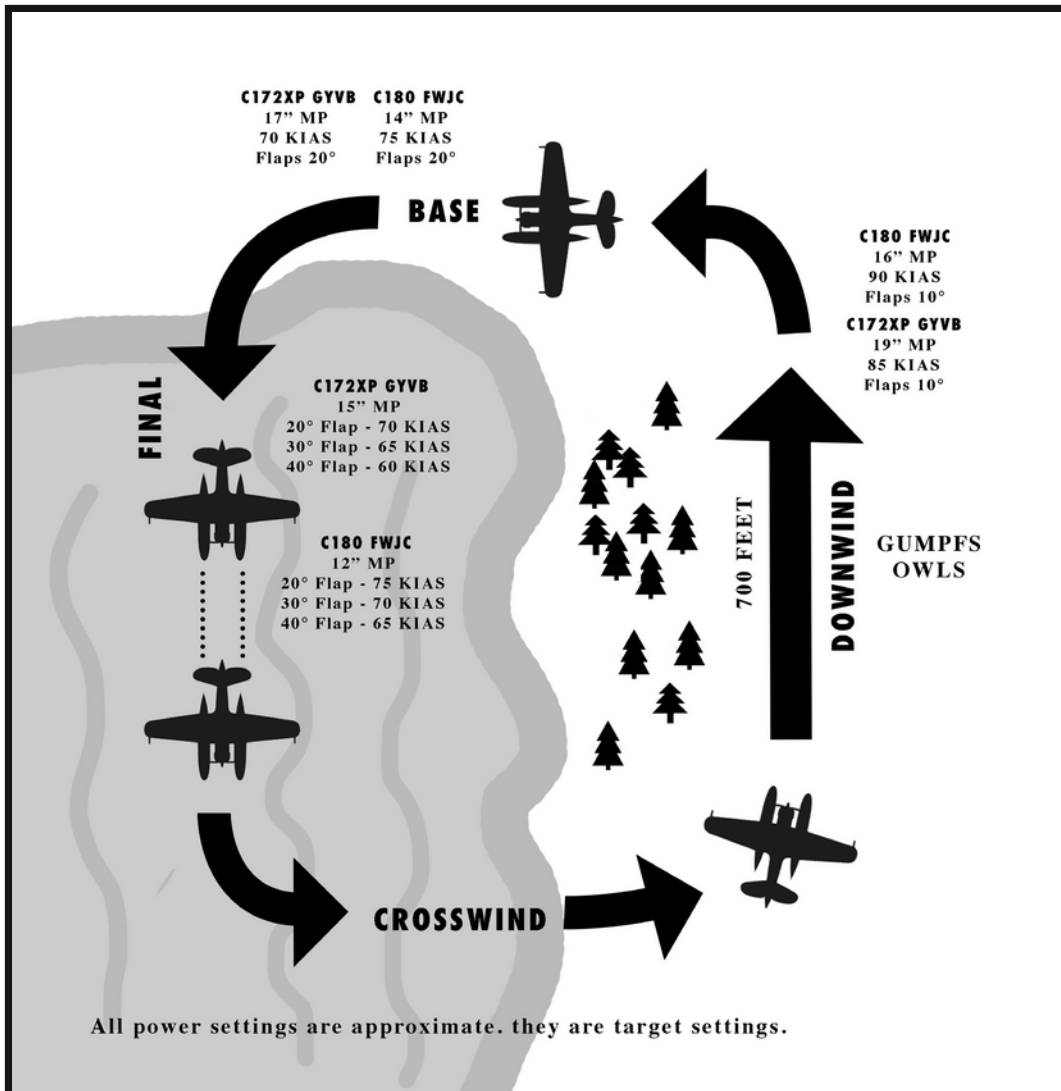 C172XP GYVB
17” MP
70 KIAS
Flaps 20°
C180 FWJC
14” MP
75 KIAS
Flaps 20°
BASE
C180 FWJC
16” MP
90 KIAS
Flaps 10°
C172XP GYVB
19” MP
85 KIAS
Flaps 10°
FINAL
C172XP GYVB
15” MP
20° Flap - 70 KIAS
30° Flap - 65 KIAS
40° Flap - 60 KIAS
C180 FWJC
12” MP
20° Flap - 75 KIAS
30° Flap - 70 KIAS
40° Flap - 65 KIAS
700 FEET
DOWNWIND
GUMPFS
OWLS
CROSSWIND
All power settings are approximate. they are target settings.